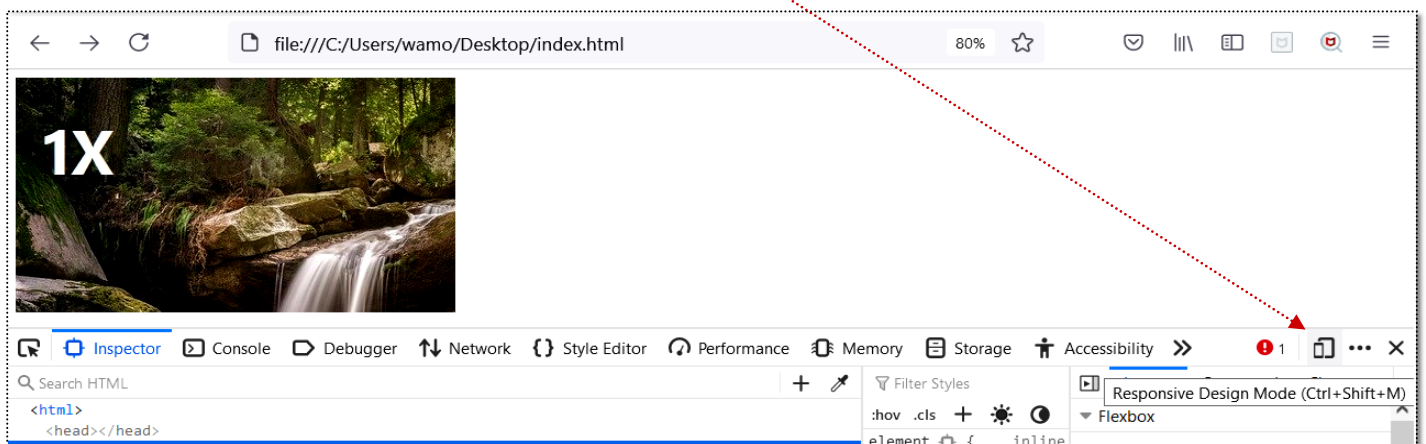 file:///C:/Users/wamo/Desktop/index.html 80%
1X
Inspector Console Debugger Network {} Style Editor Performance Memory Storage Accessibility 1
Search HTML + Filter Styles
Responsive Design Mode (Ctrl+Shift+M)
<html> :hov .cls + Flexbox
<head></head>
element { inline